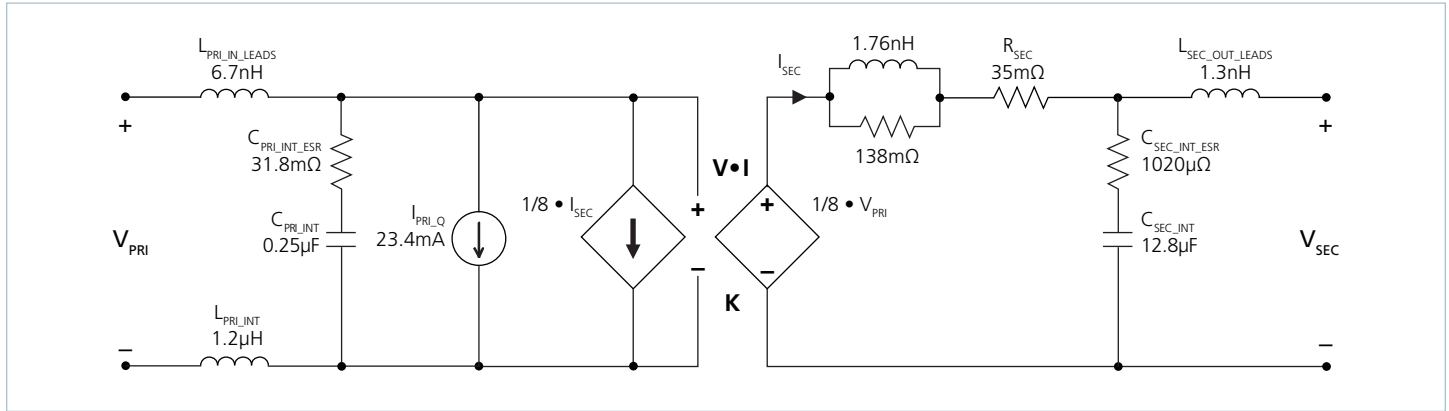 L_PRI_IN_LEADS
6.7nH
+
C_PRI_INT_ESR
31.8mΩ
C_PRI_INT
0.25µF
V_PRI
L_PRI_INT
1.2µH
–
I_PRI_Q
23.4mA
1/8 • I_SEC
+
–
V•I
K
+
–
1/8 • V_PRI
I_SEC
1.76nH
138mΩ
R_SEC
35mΩ
L_SEC_OUT_LEADS
1.3nH
+
C_SEC_INT_ESR
1020µΩ
C_SEC_INT
12.8µF
V_SEC
–